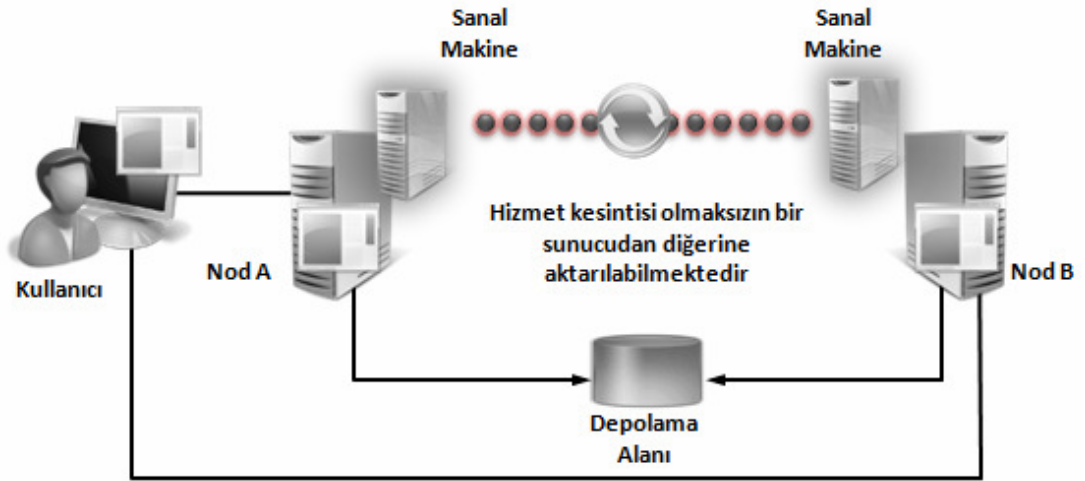 Sanal
Makine
Sanal
Makine
Hizmet kesintisi olmaksızın bir
sunucudan diğerine
aktarılabilmektedir
Nod A
Nod B
Kullanıcı
Depolama
Alanı